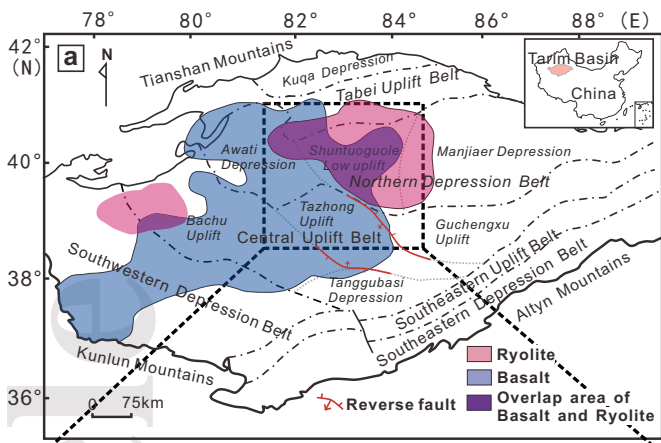 78°
80°
82°
84°
86°
88°
(E)
42°
(N)
40°
38°
36°
a
N
Tianshan Mountains
Kuqa Depression
Tabei Uplift Belt
Tarim Basin
China
Awati
Depression
Shuntuoguole
Low uplift
Manjiaer Depression
Northern Depression Belt
Bachu
Uplift
Tazhong
Uplift
Guchengxu
Uplift
Central Uplift Belt
Southwestern Depression Belt
Tanggubasi
Depression
Southeastern Uplift Belt
Southeastern Depression Belt
Altyn Mountains
Kunlun Mountains
0 75km
Reverse fault
Ryolite
Basalt
Overlap area of
Basalt and Ryolite